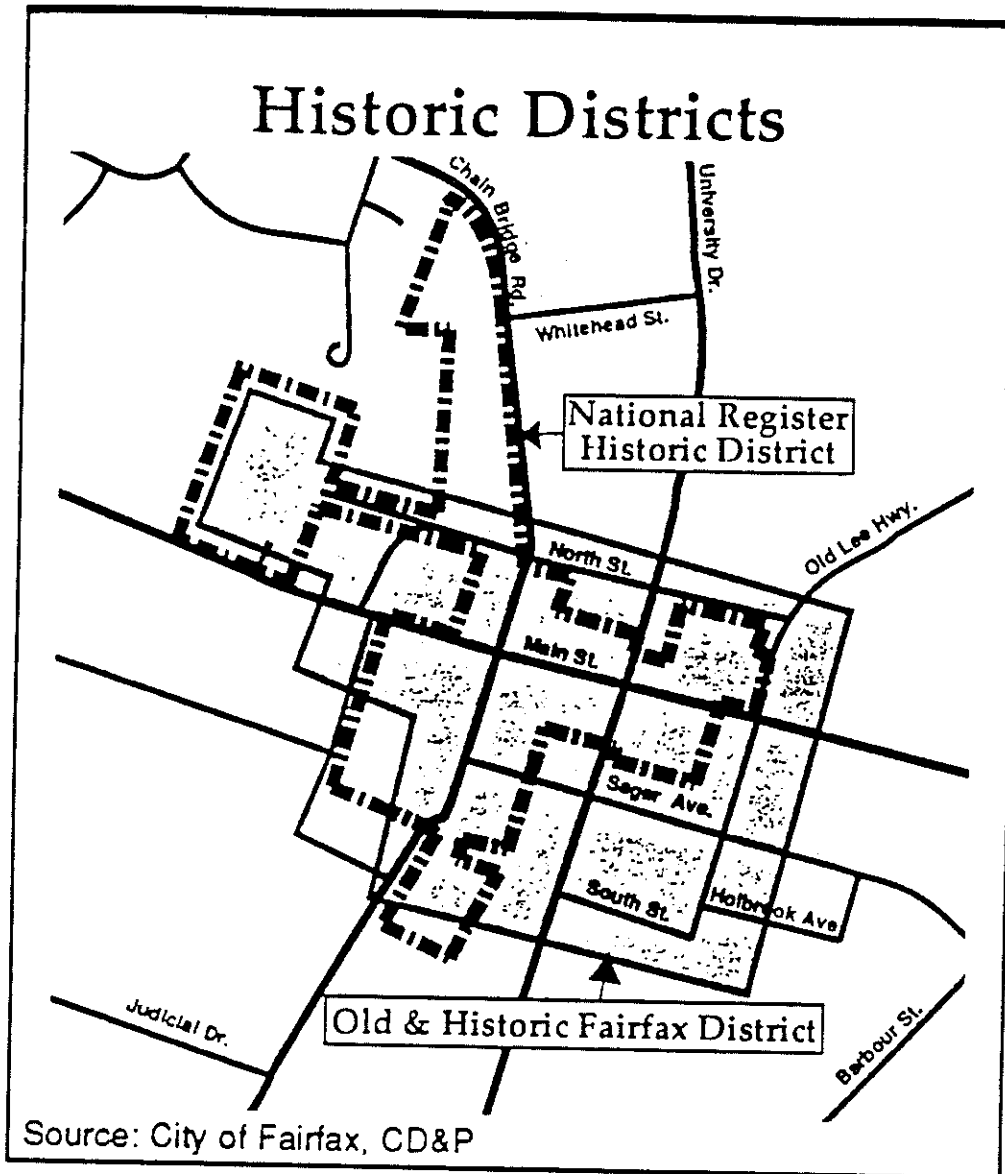 Historic Districts
Chain Bridge Rd.
University Dr.
Whitehead St.
National Register
Historic District
Old Lee Hwy.
North St.
Main St.
Sager Ave.
South St.
Holbrook Ave
Old & Historic Fairfax District
Judicial Dr.
Barbour St.
Source: City of Fairfax, CD&P